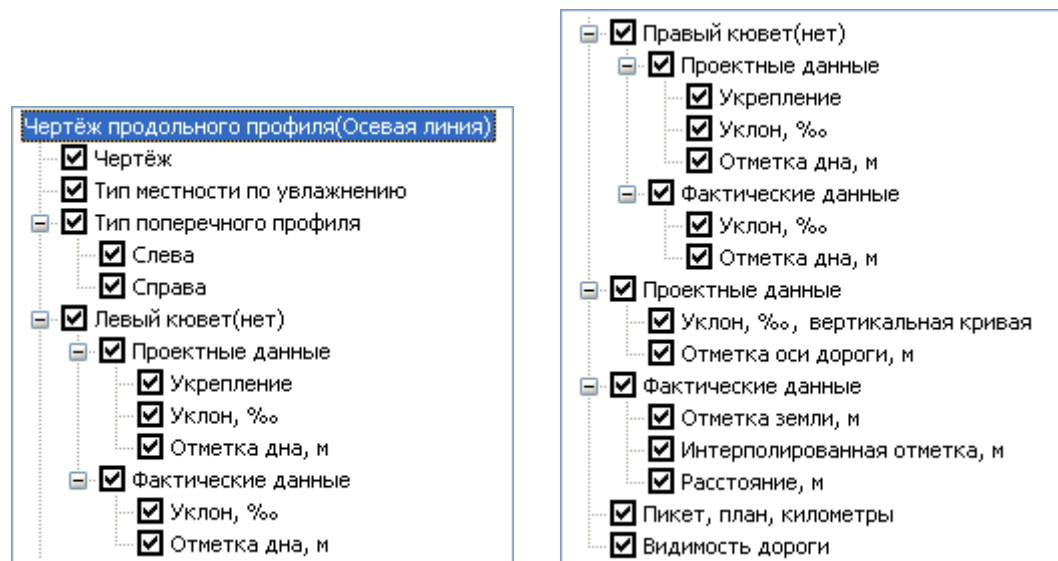 Чертёж продольного профиля(Осевая линия)
Чертёж
Тип местности по увлажнению
Тип поперечного профиля
Слева
Справа
Левый кювет(нет)
Проектные данные
Укрепление
Уклон, ‰
Отметка дна, м
Фактические данные
Уклон, ‰
Отметка дна, м
Правый кювет(нет)
Проектные данные
Укрепление
Уклон, ‰
Отметка дна, м
Фактические данные
Уклон, ‰
Отметка дна, м
Проектные данные
Уклон, ‰, вертикальная кривая
Отметка оси дороги, м
Фактические данные
Отметка земли, м
Интерполированная отметка, м
Расстояние, м
Пикет, план, километры
Видимость дороги